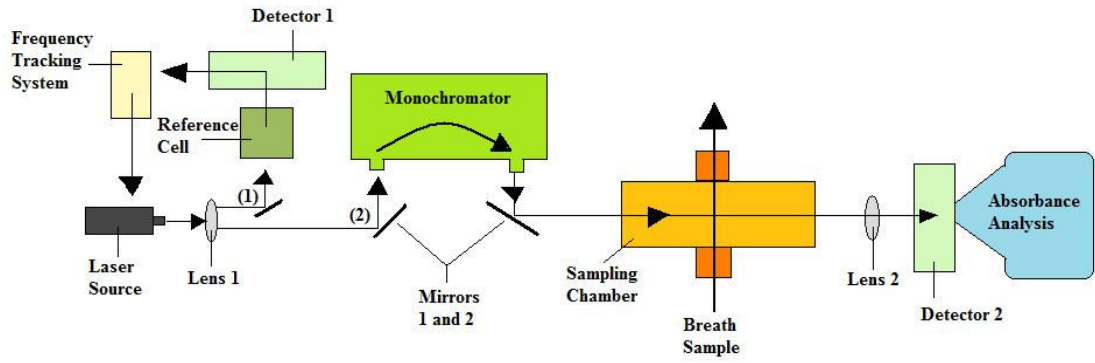 Frequency
Tracking
System
Detector 1
Reference
Cell
Monochromator
(1)
(2)
Laser
Source
Lens 1
Mirrors
1 and 2
Sampling
Chamber
Breath
Sample
Lens 2
Detector 2
Absorbance
Analysis